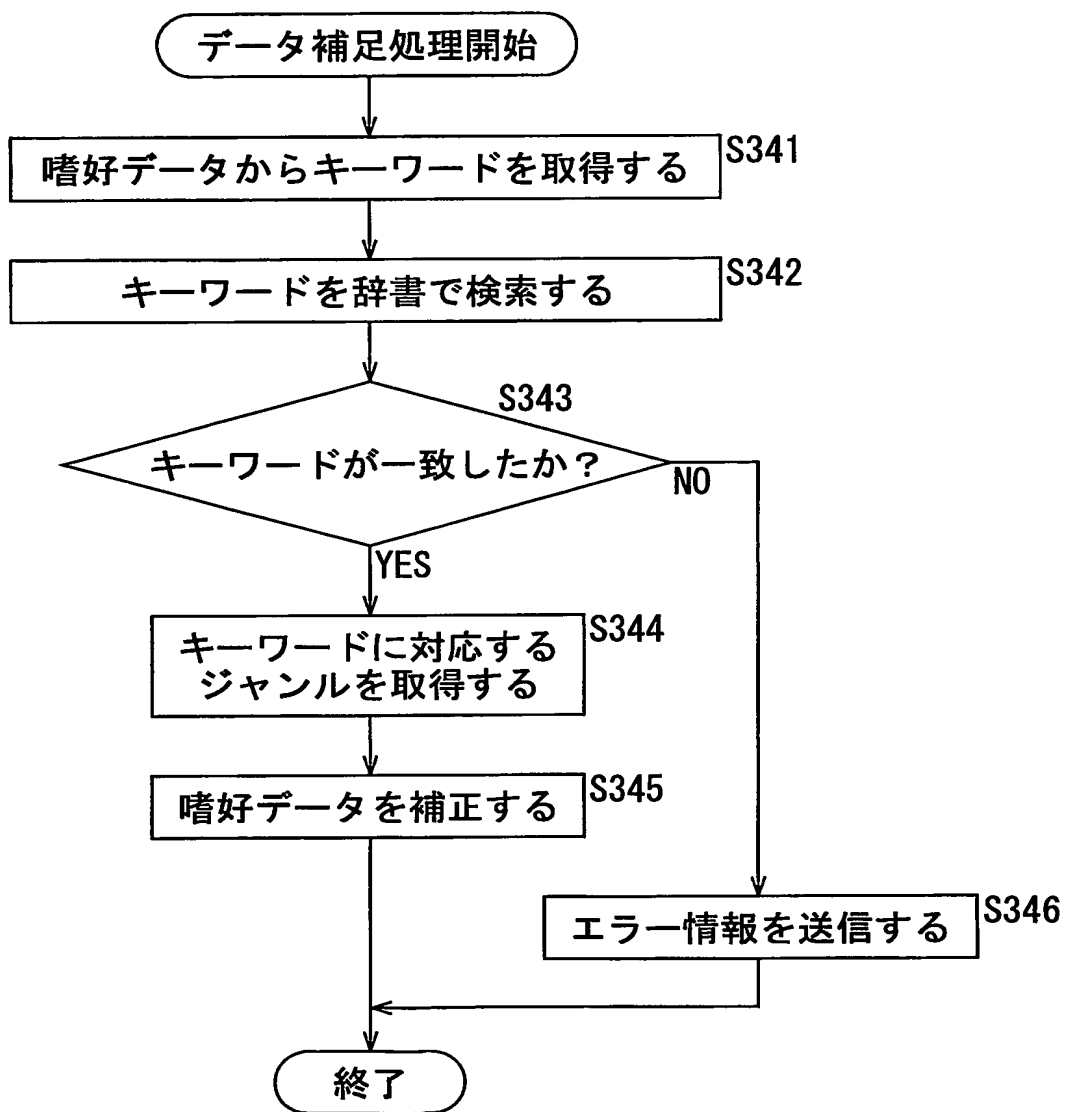 データ補足処理開始
嗜好データからキーワードを取得する
S341
キーワードを辞書で検索する
S342
S343
キーワードが一致したか？
NO
YES
キーワードに対応する
ジャンルを取得する
S344
嗜好データを補正する
S345
エラー情報を送信する
S346
終了